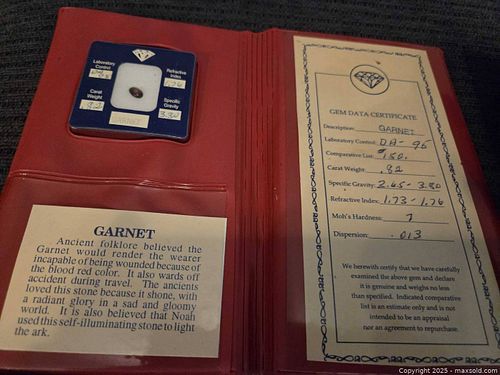 Laboratory
Control
Refractive
Index
1.76
Carat
Weight
.82
Specific
Gravity
3.80
GARNET
GARNET
Ancient folklore believed the
Garnet would render the wearer
incapable of being wounded because of
the blood red color. It also wards off
accident during travel. The ancients
loved this stone because it shone, with
a radiant glory in a sad and gloomy
world. It is also believed that Noah
used this self-illuminating stone to light
the ark.
GEM DATA CERTIFICATE
Description: GARNET
Laboratory Control: DA-95
Comparative List: $150.
Carat Weight: .82
Specific Gravity: 2.65-3.80
Refractive Index: 1.73-1.76
Moh's Hardness: 7
Dispersion: .013
We herewith certify that we have carefully
examined the above gem and declare
it is genuine and weighs no less
than specified. Indicated comparative
list is an estimate only and is not
intended to be an appraisal
nor an agreement to repurchase.
Copyright 2025 - maxsold.com